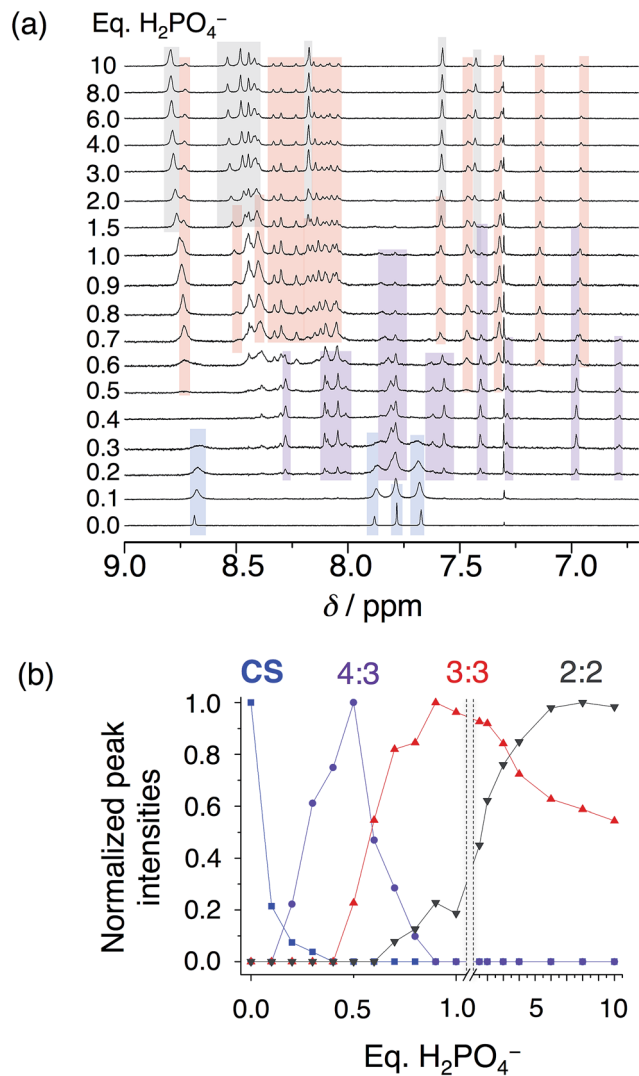 (a)
Eq. H₂PO₄⁻
10
8.0
6.0
4.0
3.0
2.0
1.5
1.0
0.9
0.8
0.7
0.6
0.5
0.4
0.3
0.2
0.1
0.0
9.0 8.5 8.0 7.5 7.0
δ / ppm
(b)
CS 4:3 3:3 2:2
1.0
0.8
0.6
0.4
0.2
0.0
Normalized peak
intensities
0.0 0.5 1.0 5 10
Eq. H₂PO₄⁻